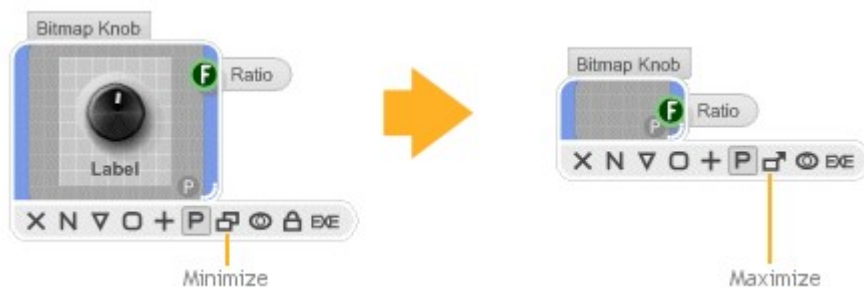 Bitmap Knob
F Ratio
Label
P
X N P EXE
Minimize
Bitmap Knob
F Ratio
P
X N P EXE
Maximize